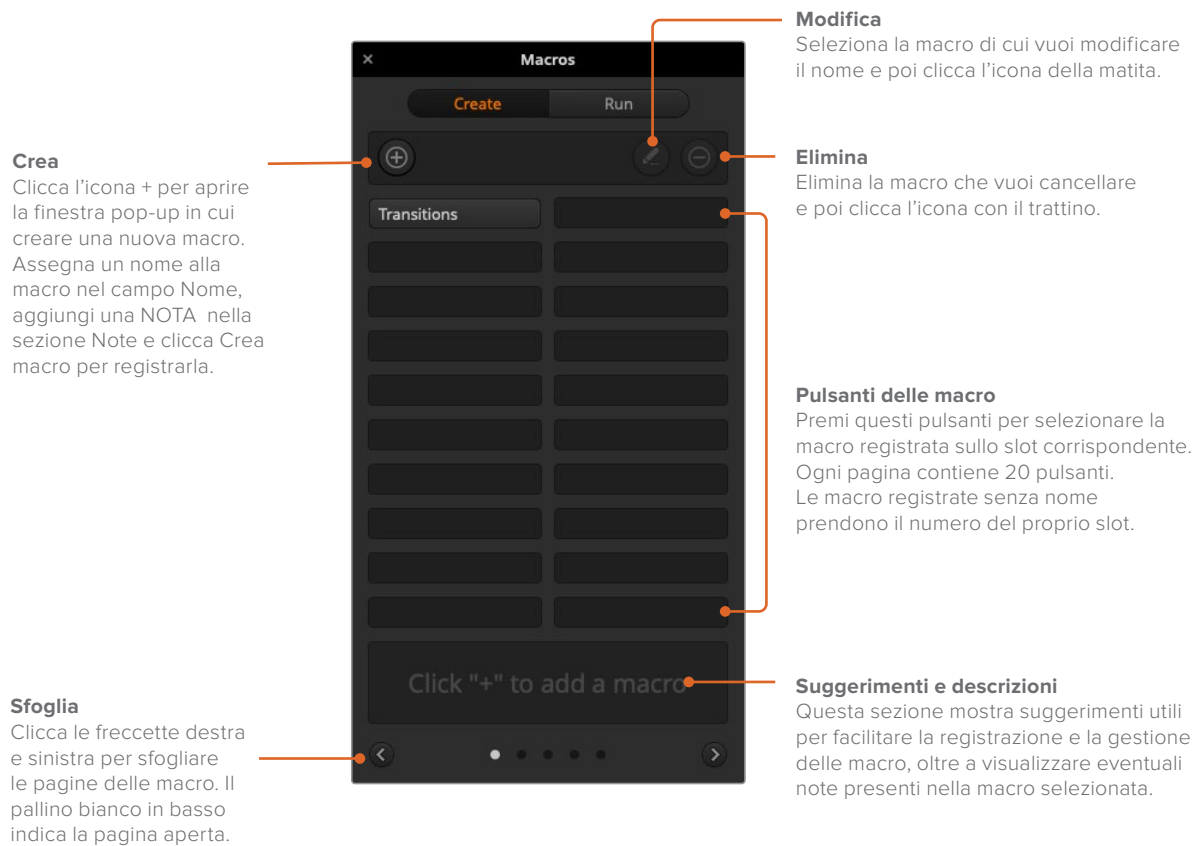 Modifica
Seleziona la macro di cui vuoi modificare
il nome e poi clicca l’icona della matita.
×
Macros
Create
Run
Crea
Clicca l’icona + per aprire
la finestra pop-up in cui
creare una nuova macro.
Assegna un nome alla
macro nel campo Nome,
aggiungi una NOTA nella
sezione Note e clicca Crea
macro per registrarla.
Elimina
Elimina la macro che vuoi cancellare
e poi clicca l’icona con il trattino.
Transitions
Pulsanti delle macro
Premi questi pulsanti per selezionare la
macro registrata sullo slot corrispondente.
Ogni pagina contiene 20 pulsanti.
Le macro registrate senza nome
prendono il numero del proprio slot.
Click "+" to add a macro
Suggerimenti e descrizioni
Questa sezione mostra suggerimenti utili
per facilitare la registrazione e la gestione
delle macro, oltre a visualizzare eventuali
note presenti nella macro selezionata.
Sfoglia
Clicca le freccette destra
e sinistra per sfogliare
le pagine delle macro. Il
pallino bianco in basso
indica la pagina aperta.